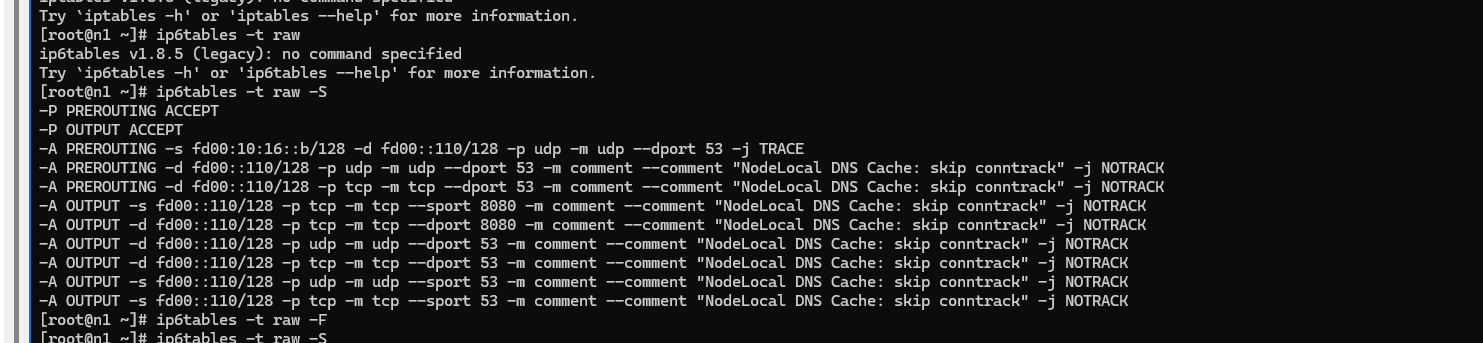 iptables v1.8.5 (legacy): no command specified
Try `iptables -h' or 'iptables --help' for more information.
[root@n1 ~]# ip6tables -t raw
ip6tables v1.8.5 (legacy): no command specified
Try `ip6tables -h' or 'ip6tables --help' for more information.
[root@n1 ~]# ip6tables -t raw -S
-P PREROUTING ACCEPT
-P OUTPUT ACCEPT
-A PREROUTING -s fd00:10:16::b/128 -d fd00::110/128 -p udp -m udp --dport 53 -j TRACE
-A PREROUTING -d fd00::110/128 -p udp -m udp --dport 53 -m comment --comment "NodeLocal DNS Cache: skip conntrack" -j NOTRACK
-A PREROUTING -d fd00::110/128 -p tcp -m tcp --dport 53 -m comment --comment "NodeLocal DNS Cache: skip conntrack" -j NOTRACK
-A OUTPUT -s fd00::110/128 -p tcp -m tcp --sport 8080 -m comment --comment "NodeLocal DNS Cache: skip conntrack" -j NOTRACK
-A OUTPUT -d fd00::110/128 -p tcp -m tcp --dport 8080 -m comment --comment "NodeLocal DNS Cache: skip conntrack" -j NOTRACK
-A OUTPUT -d fd00::110/128 -p udp -m udp --dport 53 -m comment --comment "NodeLocal DNS Cache: skip conntrack" -j NOTRACK
-A OUTPUT -d fd00::110/128 -p tcp -m tcp --dport 53 -m comment --comment "NodeLocal DNS Cache: skip conntrack" -j NOTRACK
-A OUTPUT -s fd00::110/128 -p udp -m udp --sport 53 -m comment --comment "NodeLocal DNS Cache: skip conntrack" -j NOTRACK
-A OUTPUT -s fd00::110/128 -p tcp -m tcp --sport 53 -m comment --comment "NodeLocal DNS Cache: skip conntrack" -j NOTRACK
[root@n1 ~]# ip6tables -t raw -F
[root@n1 ~]# ip6tables -t raw -S